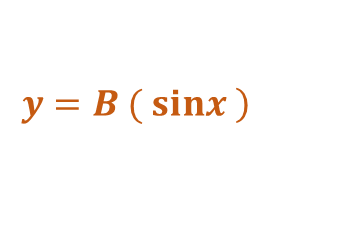 y = B ( sinx )